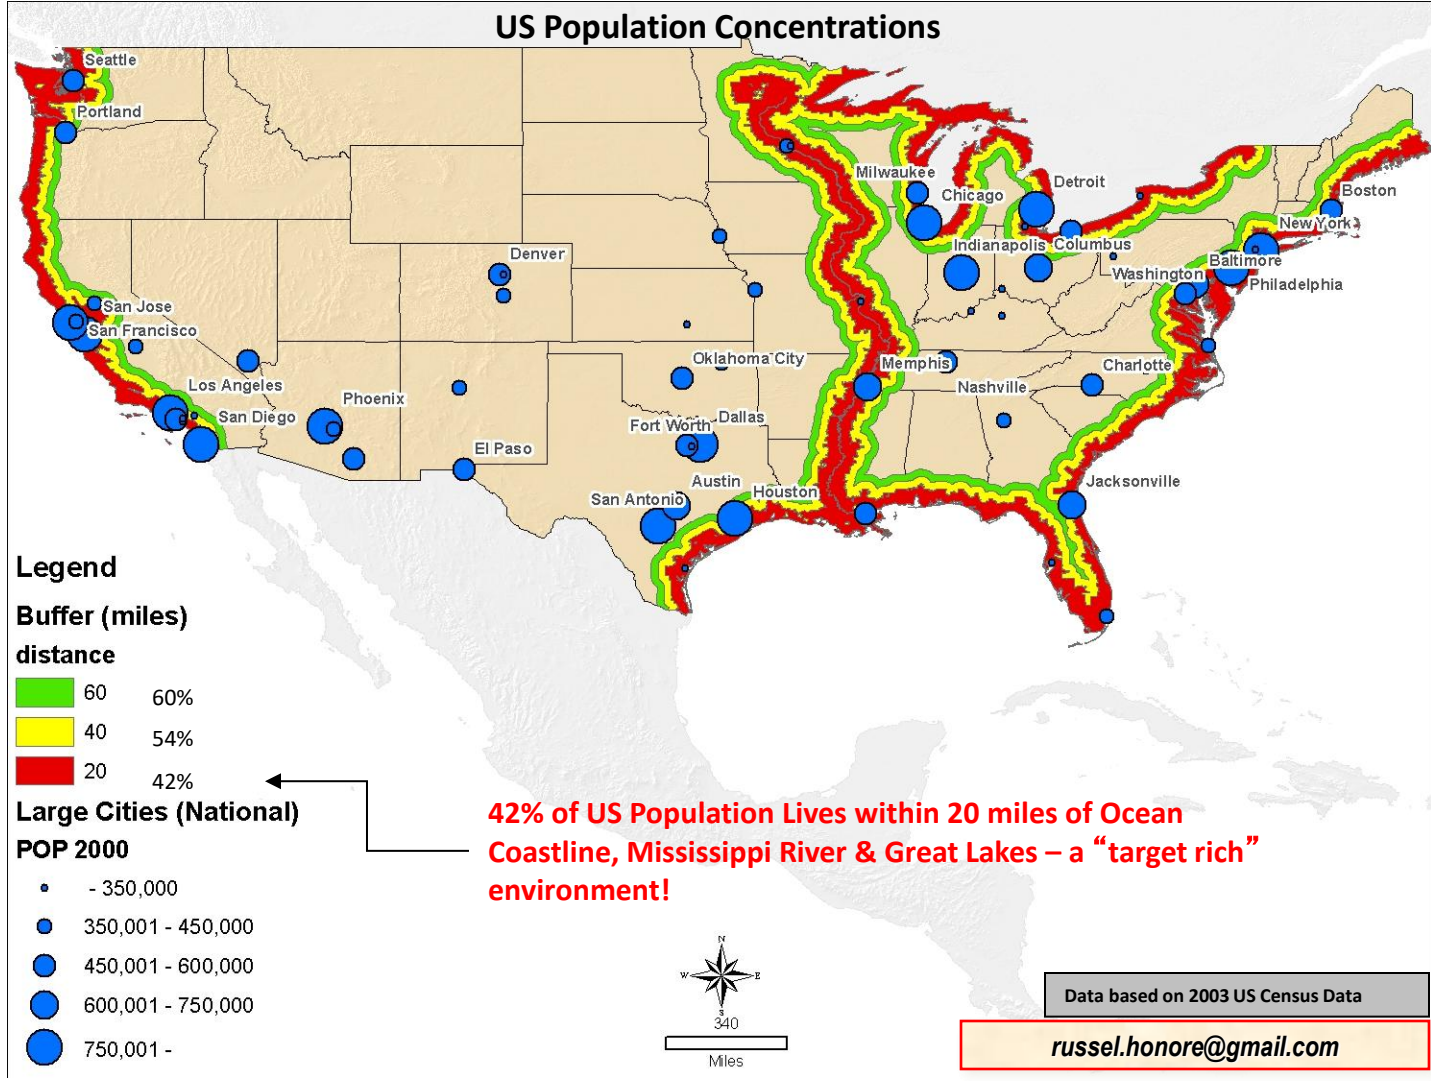 US Population Concentrations
Seattle
Portland
Milwaukee
Detroit
Chicago
Boston
New York
Denver
Indianapolis
Columbus
Baltimore
Washington
Philadelphia
San Jose
San Francisco
Oklahoma City
Memphis
Charlotte
Los Angeles
Nashville
Phoenix
San Diego
Fort Worth
Dallas
El Paso
Austin
Houston
San Antonio
Jacksonville
Legend
Buffer (miles)
distance
60 60%
40 54%
20 42%
Large Cities (National)
POP 2000
- 350,000
350,001 - 450,000
450,001 - 600,000
600,001 - 750,000
750,001 -
42% of US Population Lives within 20 miles of Ocean
Coastline, Mississippi River & Great Lakes – a “target rich”
environment!
N
W E
S
340
Miles
Data based on 2003 US Census Data
russel.honore@gmail.com